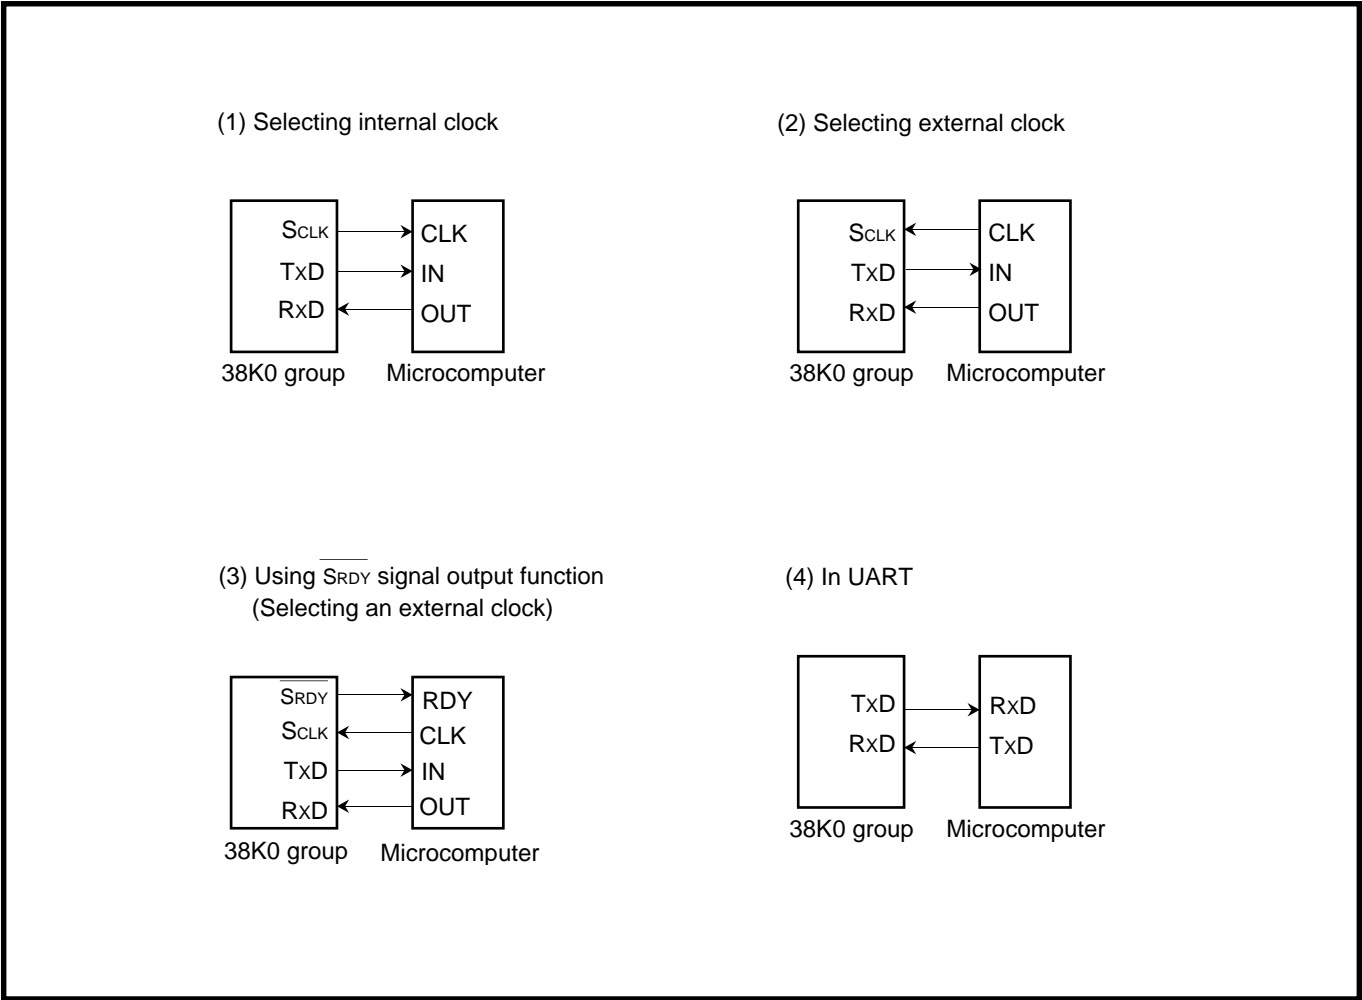 (1) Selecting internal clock
SCLK CLK
TXD IN
RXD OUT
38K0 group Microcomputer
(2) Selecting external clock
SCLK CLK
TXD IN
RXD OUT
38K0 group Microcomputer
(3) Using S̅R̅D̅Y̅ signal output function
(Selecting an external clock)
S̅R̅D̅Y̅ RDY
SCLK CLK
TXD IN
RXD OUT
38K0 group Microcomputer
(4) In UART
TXD RXD
RXD TXD
38K0 group Microcomputer